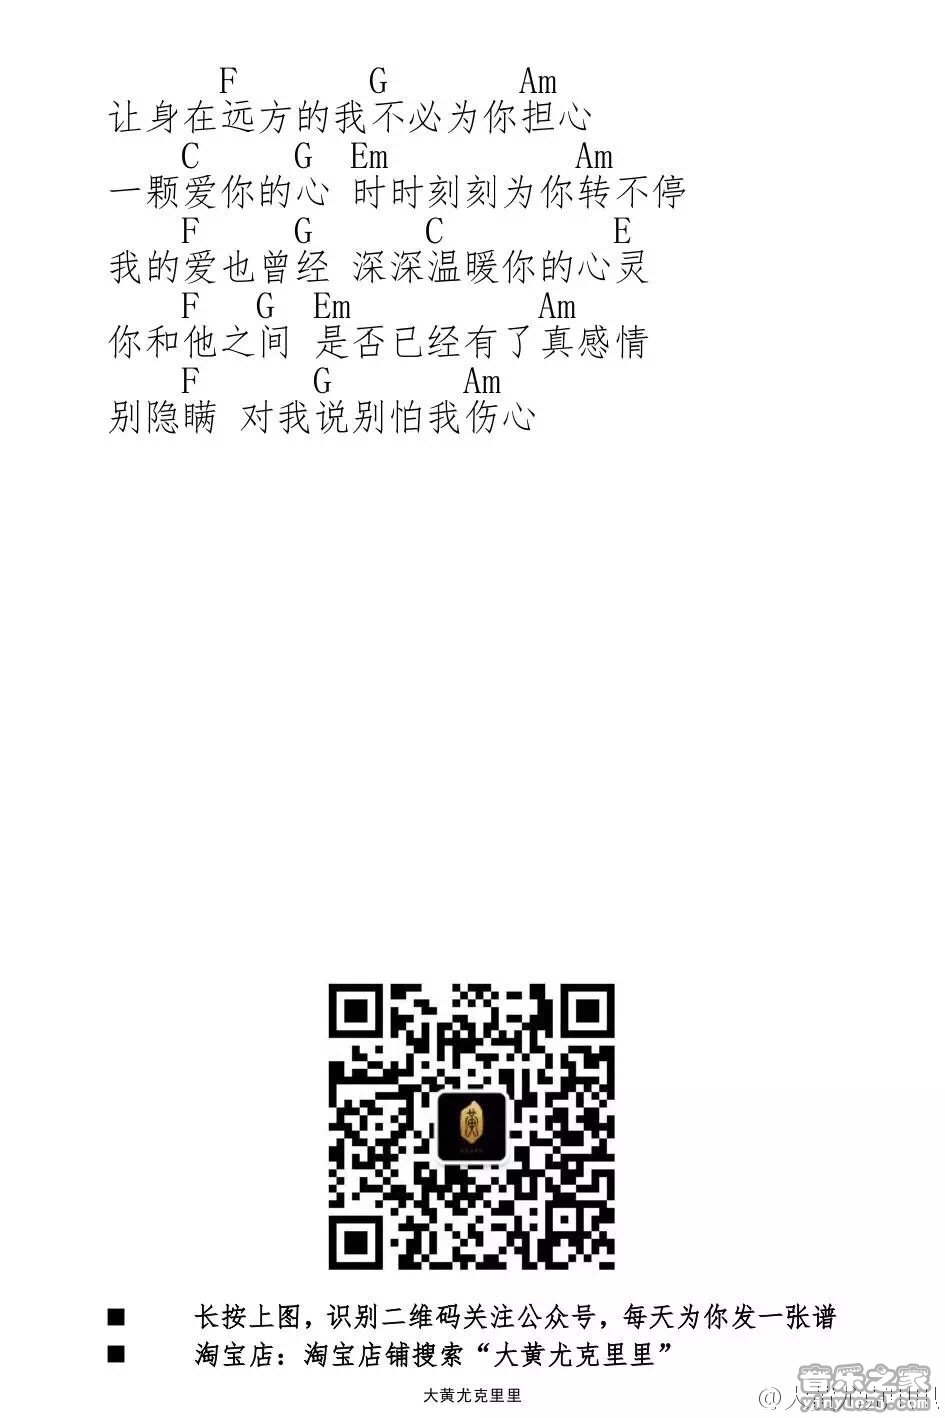 F G Am
让身在远方的我不必为你担心
C G Em Am
一颗爱你的心 时时刻刻为你转不停
F G C E
我的爱也曾经 深深温暖你的心灵
F G Em Am
你和他之间 是否已经有了真感情
F G Am
别隐瞒 对我说别怕我伤心
黄
■ 长按上图，识别二维码关注公众号，每天为你发一张谱
■ 淘宝店：淘宝店铺搜索“大黄尤克里里”
大黄尤克里里
音乐之家
yinyuezj.com